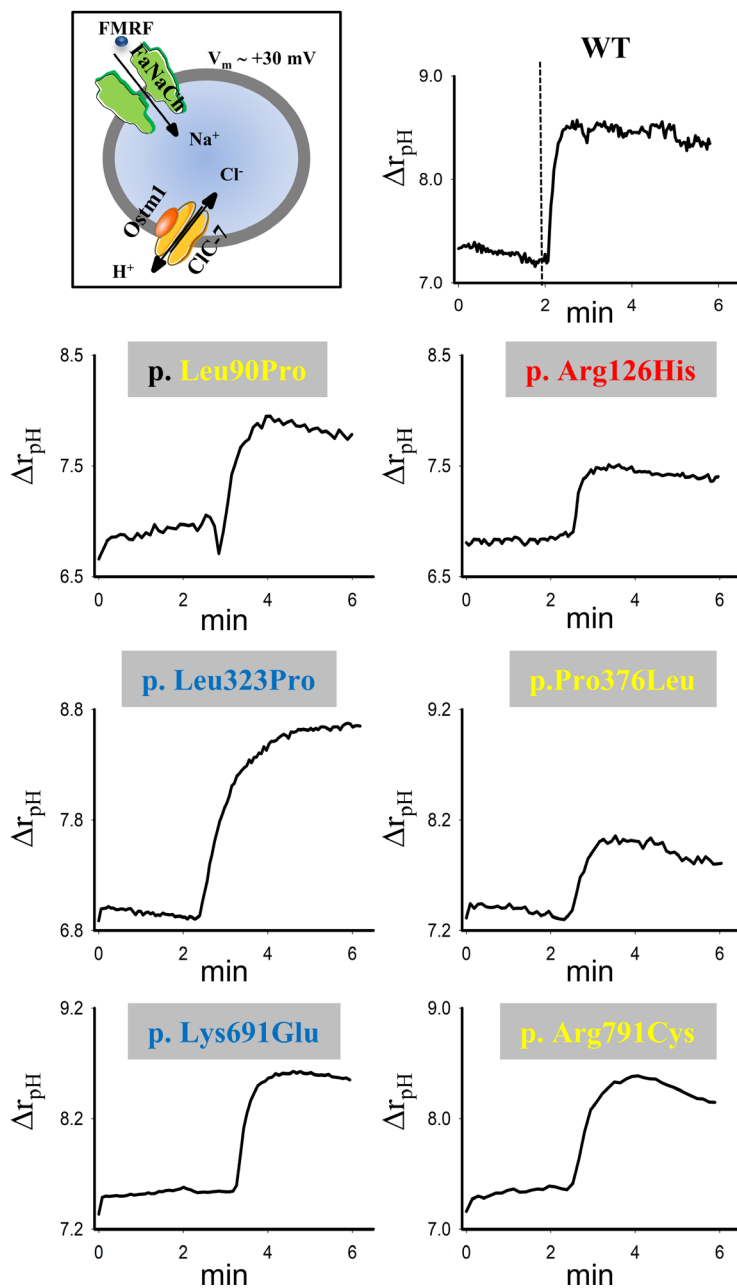 FMRF
FaNaCh
Vm ~ +30 mV
Na+
Cl-
Ostm1
ClC-7
H+
WT
9.0
8.0
7.0
ΔrpH
0 2 4 6
min
p. Leu90Pro
8.5
7.5
6.5
ΔrpH
0 2 4 6
min
p. Arg126His
8.5
7.5
6.5
ΔrpH
0 2 4 6
min
p. Leu323Pro
8.8
7.8
6.8
ΔrpH
0 2 4 6
min
p.Pro376Leu
9.2
8.2
7.2
ΔrpH
0 2 4 6
min
p. Lys691Glu
9.2
8.2
7.2
ΔrpH
0 2 4 6
min
p. Arg791Cys
9.0
8.0
7.0
ΔrpH
0 2 4 6
min